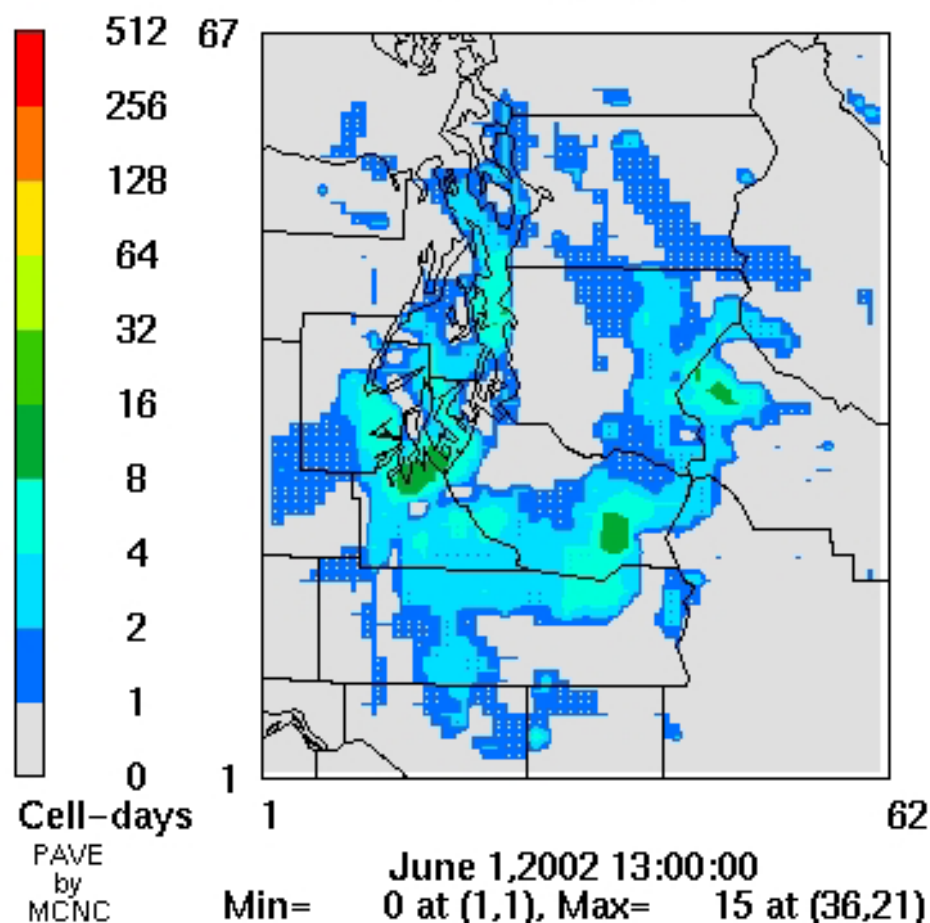 512
256
128
64
32
16
8
4
2
1
0
Cell-days
PAVE
by
MCNC
67
1
1
62
June 1,2002 13:00:00
Min= 0 at (1,1), Max= 15 at (36,21)